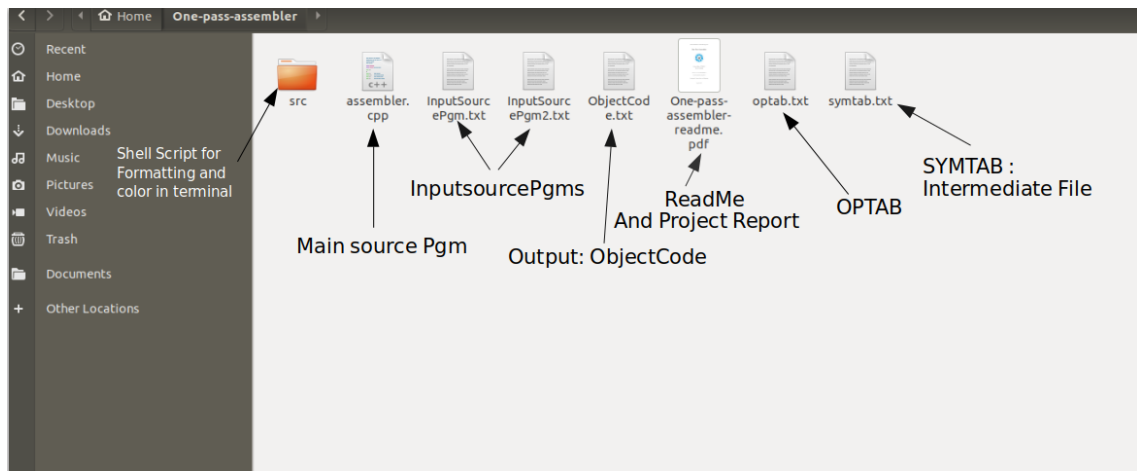 Home One-pass-assembler
Recent
Home
Desktop
Downloads
Music
Pictures
Videos
Trash
Documents
+ Other Locations
Shell Script for
Formatting and
color in terminal
src
assembler.
cpp
C++
InputSourc
ePgm.txt
InputSourc
ePgm2.txt
ObjectCod
e.txt
One-pass-
assembler-
readme.
pdf
optab.txt
symtab.txt
InputsourcePgms
Main source Pgm
Output: ObjectCode
ReadMe
And Project Report
OPTAB
SYMTAB :
Intermediate File